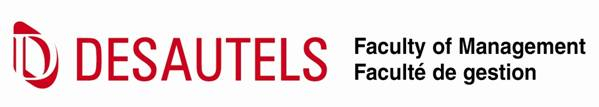 DESAUTELS
Faculty of Management
Faculté de gestion